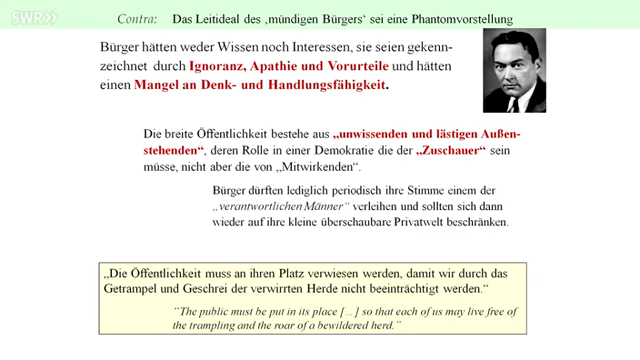 SWR»
Contra: Das Leitideal des ‚mündigen Bürgers‘ sei eine Phantomvorstellung
Bürger hätten weder Wissen noch Interessen, sie seien gekenn-
zeichnet durch Ignoranz, Apathie und Vorurteile und hätten
einen Mangel an Denk- und Handlungsfähigkeit.
Die breite Öffentlichkeit bestehe aus „unwissenden und lästigen Außen-
stehenden“, deren Rolle in einer Demokratie die der „Zuschauer“ sein
müsse, nicht aber die von „Mitwirkenden“.
Bürger dürften lediglich periodisch ihre Stimme einem der
„verantwortlichen Männer“ verleihen und sollten sich dann
wieder auf ihre kleine überschaubare Privatwelt beschränken.
„Die Öffentlichkeit muss an ihren Platz verwiesen werden, damit wir durch das
Getrampel und Geschrei der verwirrten Herde nicht beeinträchtigt werden.“
“The public must be put in its place [...] so that each of us may live free of
the trampling and the roar of a bewildered herd.”